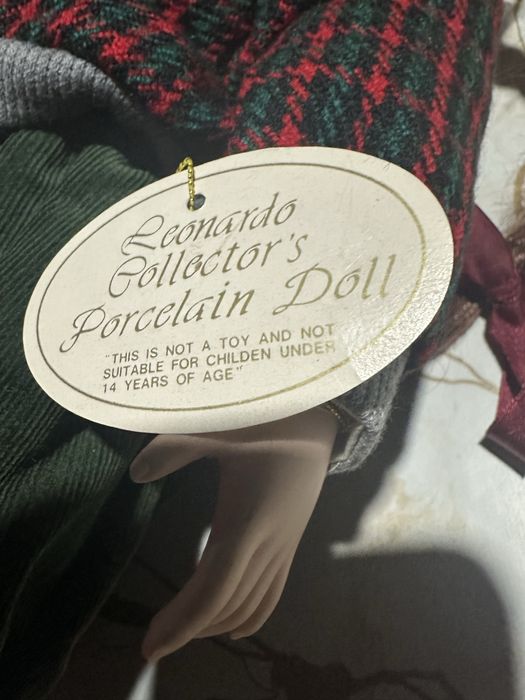 Leonardo
Collector's
Porcelain Doll
"THIS IS NOT A TOY AND NOT
SUITABLE FOR CHILDEN UNDER
14 YEARS OF AGE"